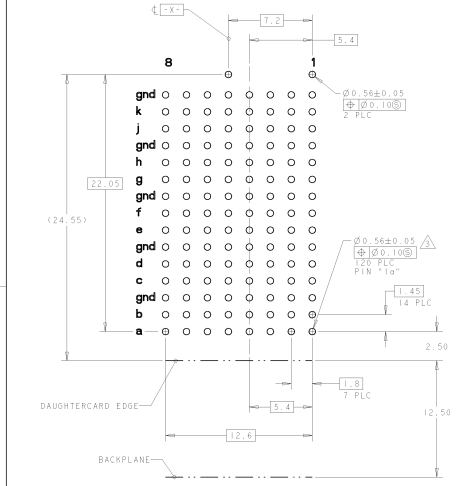 ℄ -X-
7.2
5.4
8 1
Ø0.56±0.05
⌖ Ø0.10Ⓢ
2 PLC
gnd
k
j
gnd
h
g
gnd
f
e
gnd
d
c
gnd
b
a
22.05
(24.55)
Ø0.56±0.05 3
⌖ Ø0.10Ⓢ
120 PLC
PIN "1a"
1.45
14 PLC
2.50
1.8
7 PLC
DAUGHTERCARD EDGE
5.4
12.50
12.6
BACKPLANE